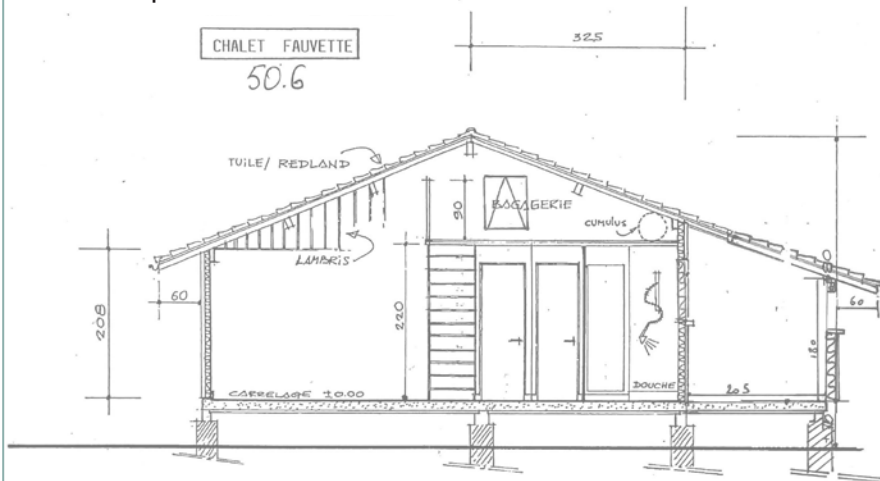 CHALET FAUVETTE
50.6
325
TUILE/ REDLAND
BAGAGERIE
90
CUMULUS
LAMBRIS
60
208
220
60
180
DOUCHE
205
CARRELAGE ±0.00